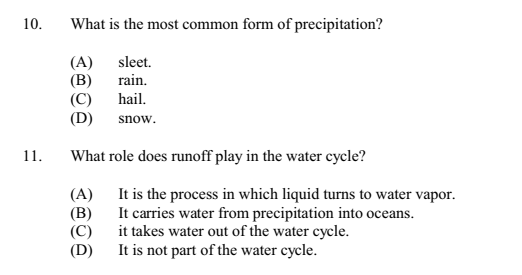 10. What is the most common form of precipitation?
(A) sleet.
(B) rain.
(C) hail.
(D) snow.
11. What role does runoff play in the water cycle?
(A) It is the process in which liquid turns to water vapor.
(B) It carries water from precipitation into oceans.
(C) it takes water out of the water cycle.
(D) It is not part of the water cycle.